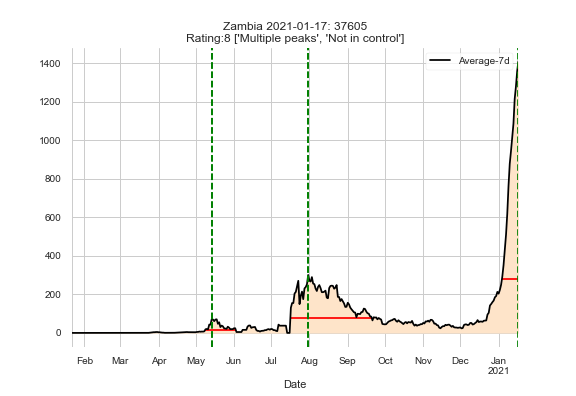 Zambia 2021-01-17: 37605
Rating:8 ['Multiple peaks', 'Not in control']
Average-7d
1400
1200
1000
800
600
400
200
0
Feb Mar Apr May Jun Jul Aug Sep Oct Nov Dec Jan
2021
Date